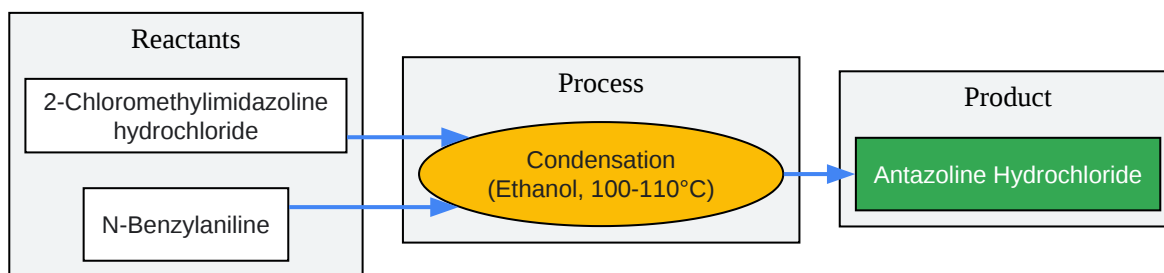 Reactants
2-Chloromethylimidazoline
hydrochloride
N-Benzylaniline
Process
Condensation
(Ethanol, 100-110°C)
Product
Antazoline Hydrochloride